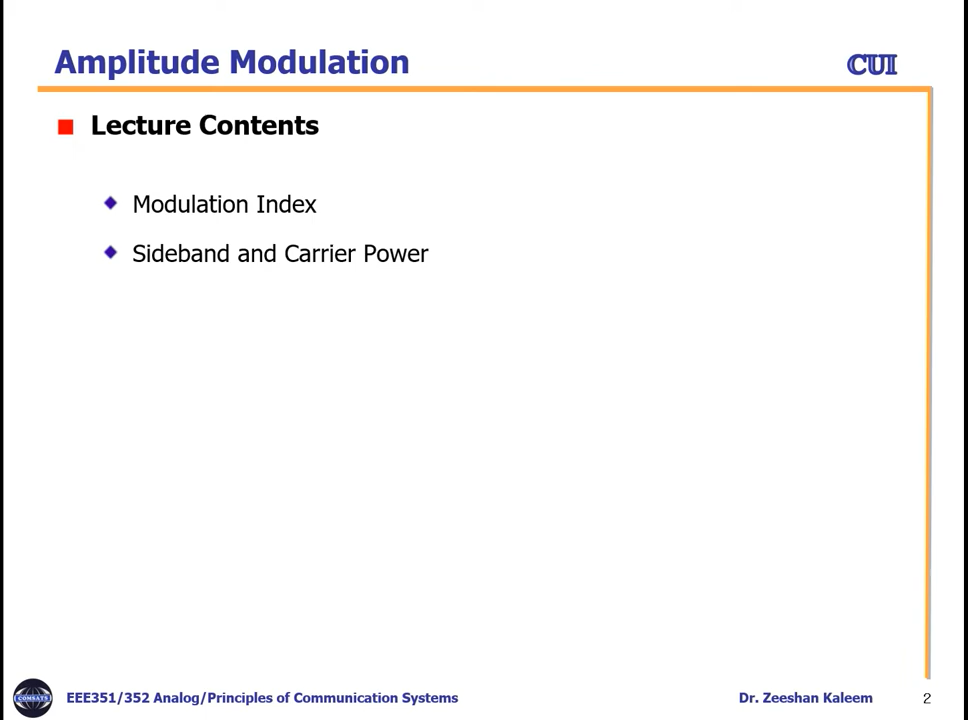 Amplitude Modulation
CUI
Lecture Contents
Modulation Index
Sideband and Carrier Power
COMSATS
EEE351/352 Analog/Principles of Communication Systems
Dr. Zeeshan Kaleem
2